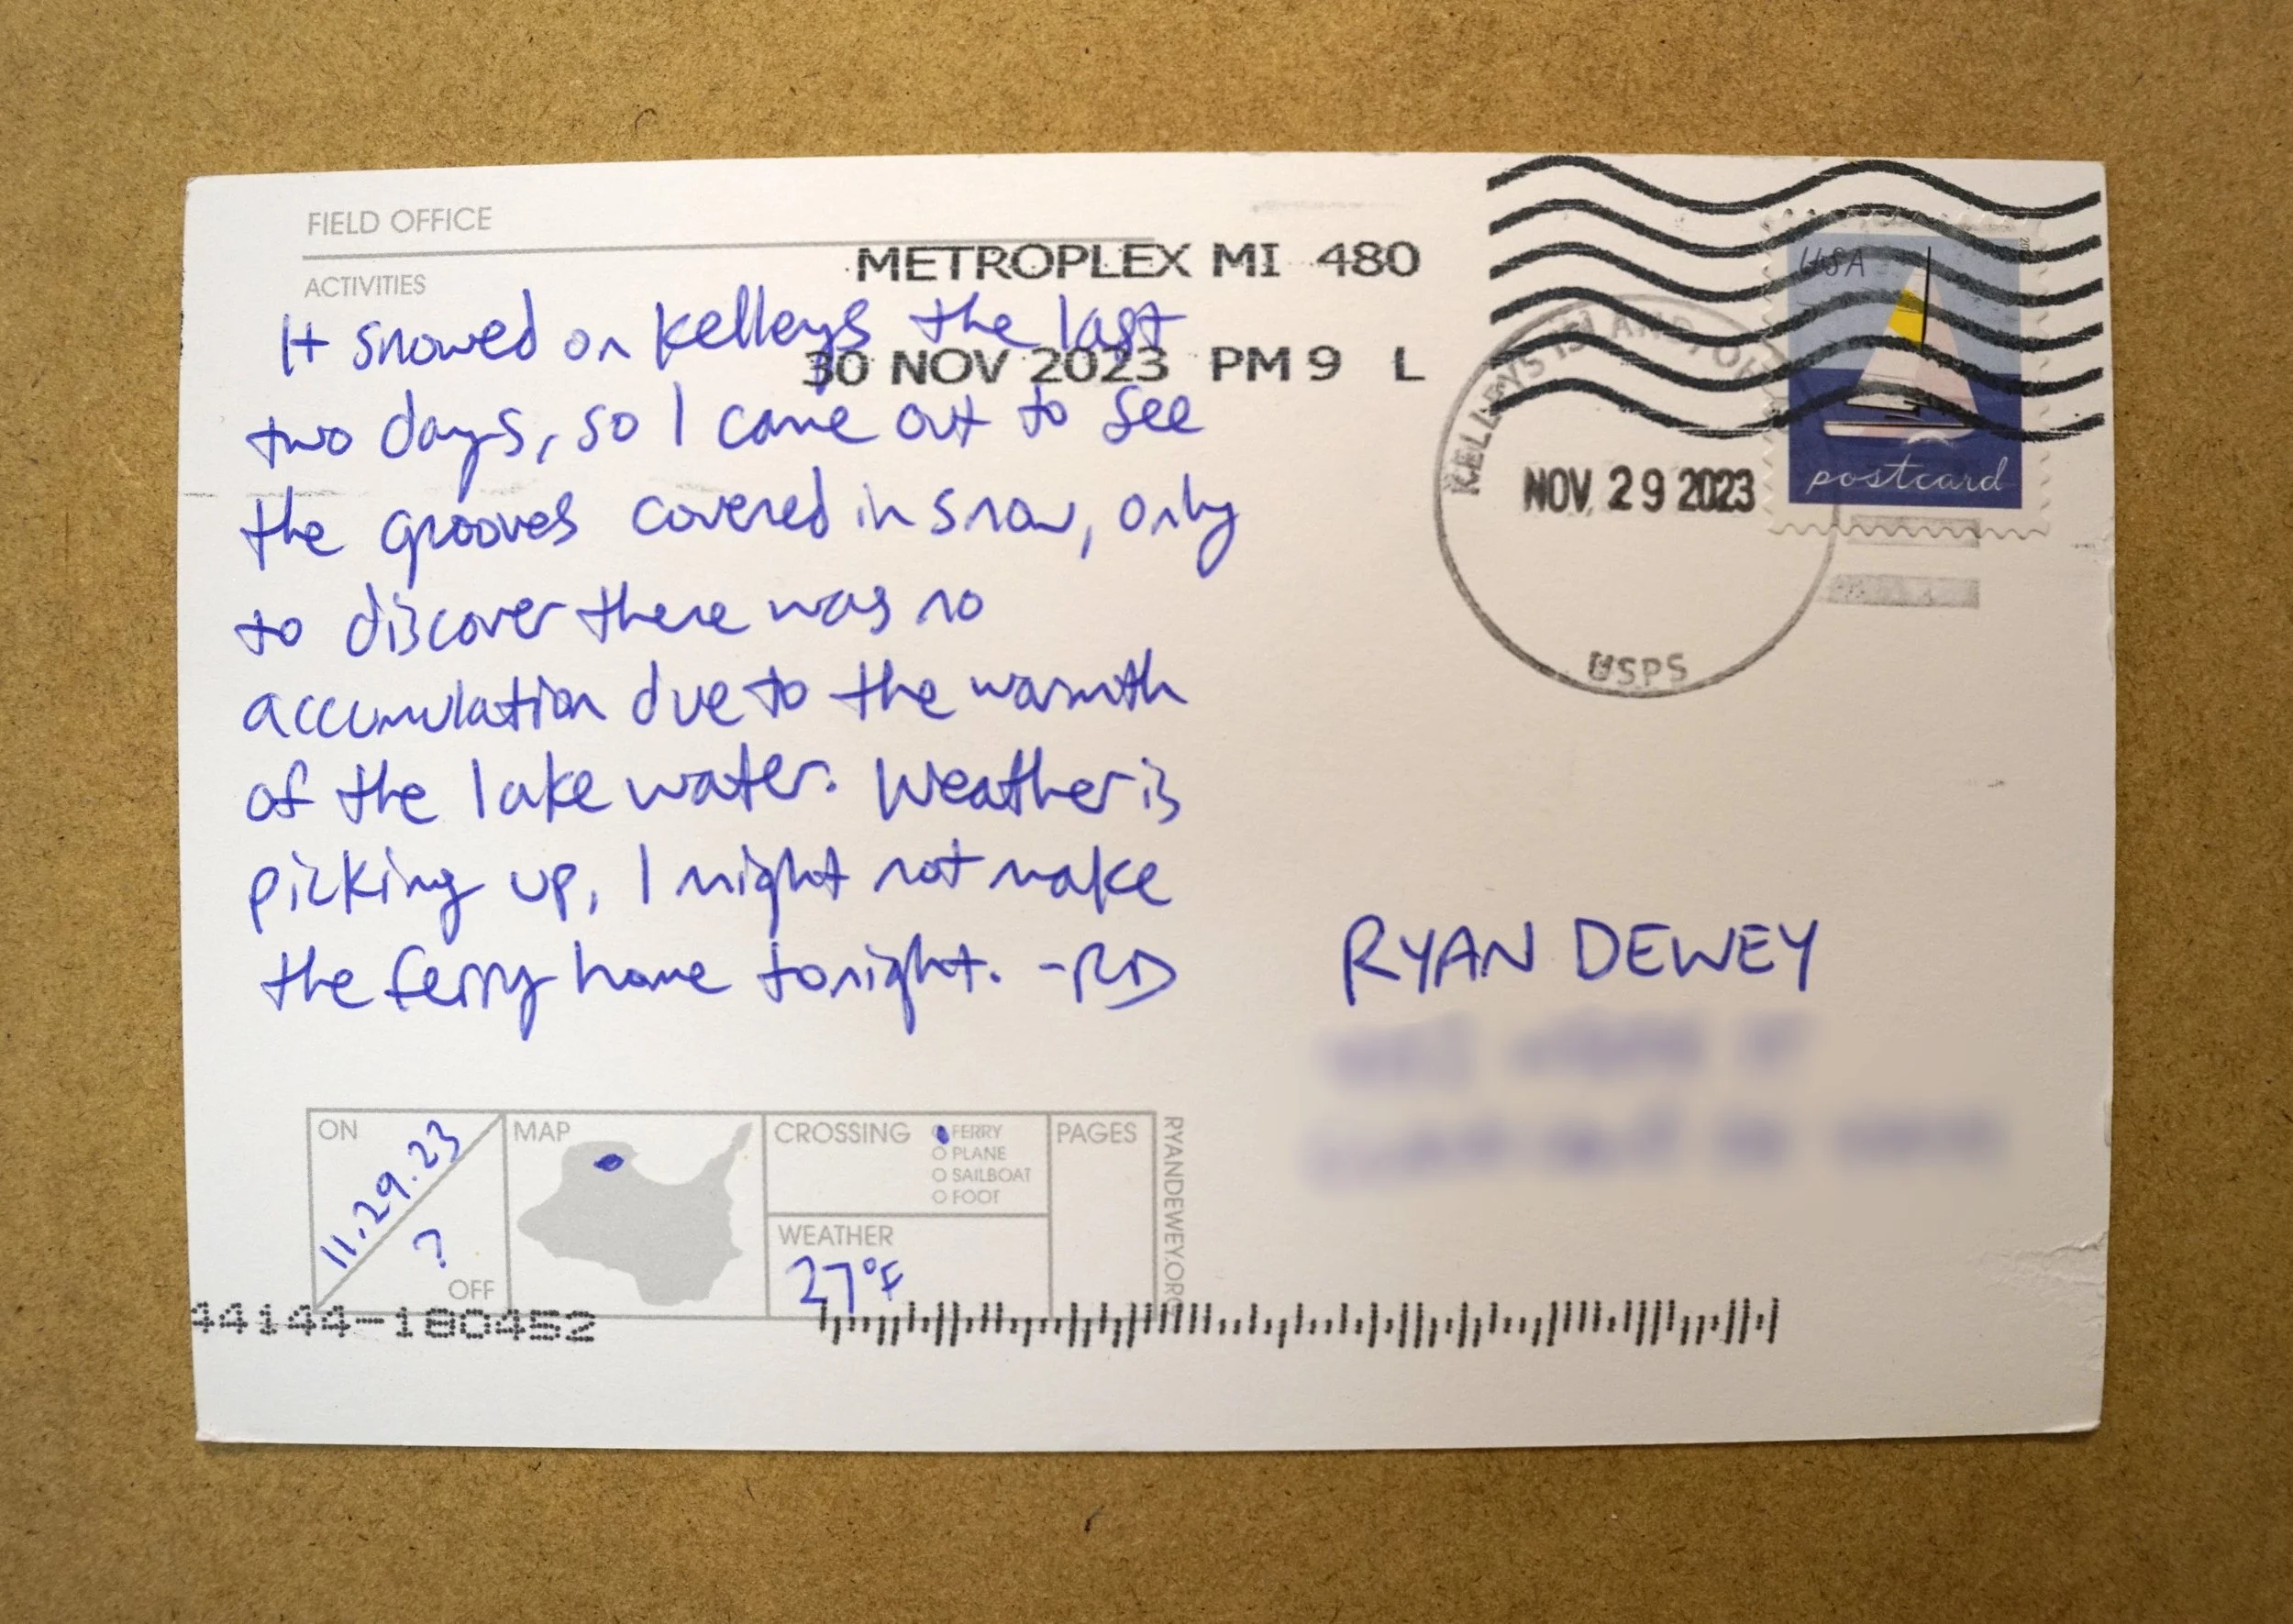 FIELD OFFICE
ACTIVITIES
METROPLEX MI 480
30 NOV 2023 PM 9 L
It snowed on Kelleys the last
two days, so I came out to see
the grooves covered in snow, only
to discover there was no
accumulation due to the warmth
of the lake water. Weather is
picking up, I might not make
the ferry home tonight. -RD
USA
postcard
KELLEYS ISLAND, OH
NOV 29 2023
USPS
RYAN DEWEY
ON
11.29.23
?
OFF
MAP
CROSSING
FERRY
PLANE
SAILBOAT
FOOT
WEATHER
27°F
PAGES
RYANDEWEY.ORG
44144-180452